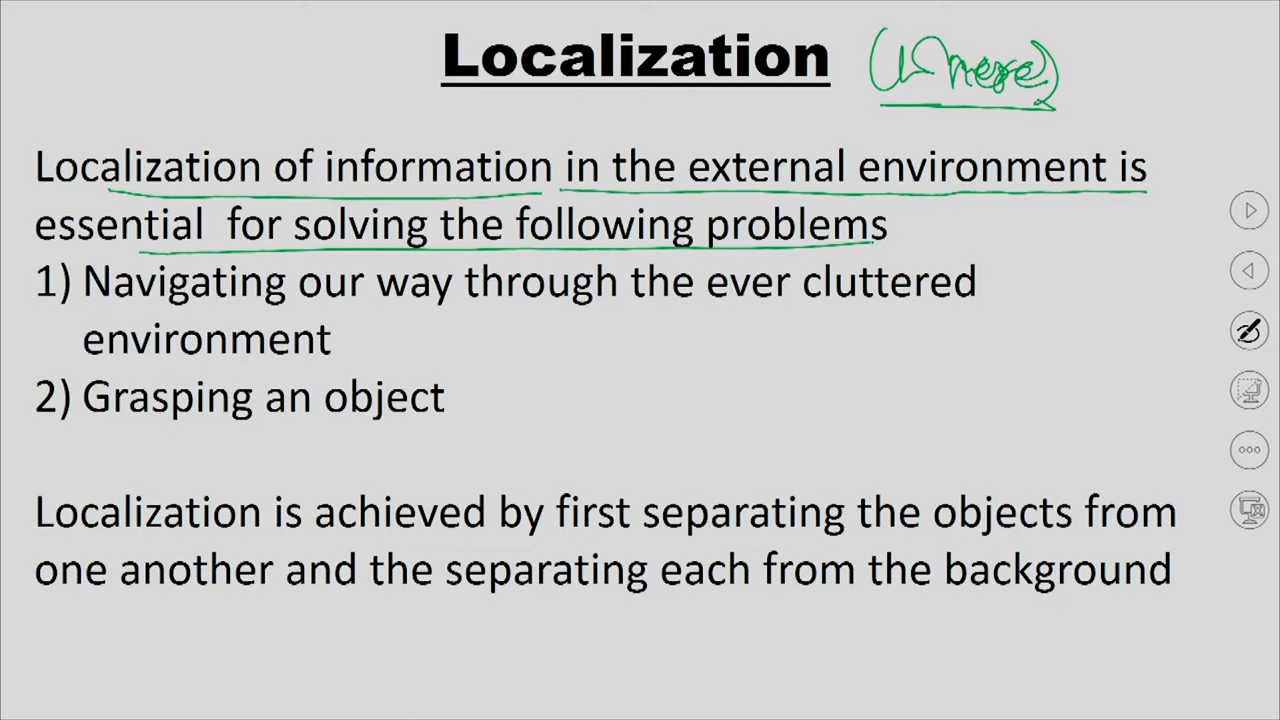 Localization (Where)
Localization of information in the external environment is
essential for solving the following problems
1) Navigating our way through the ever cluttered
environment
2) Grasping an object
Localization is achieved by first separating the objects from
one another and the separating each from the background